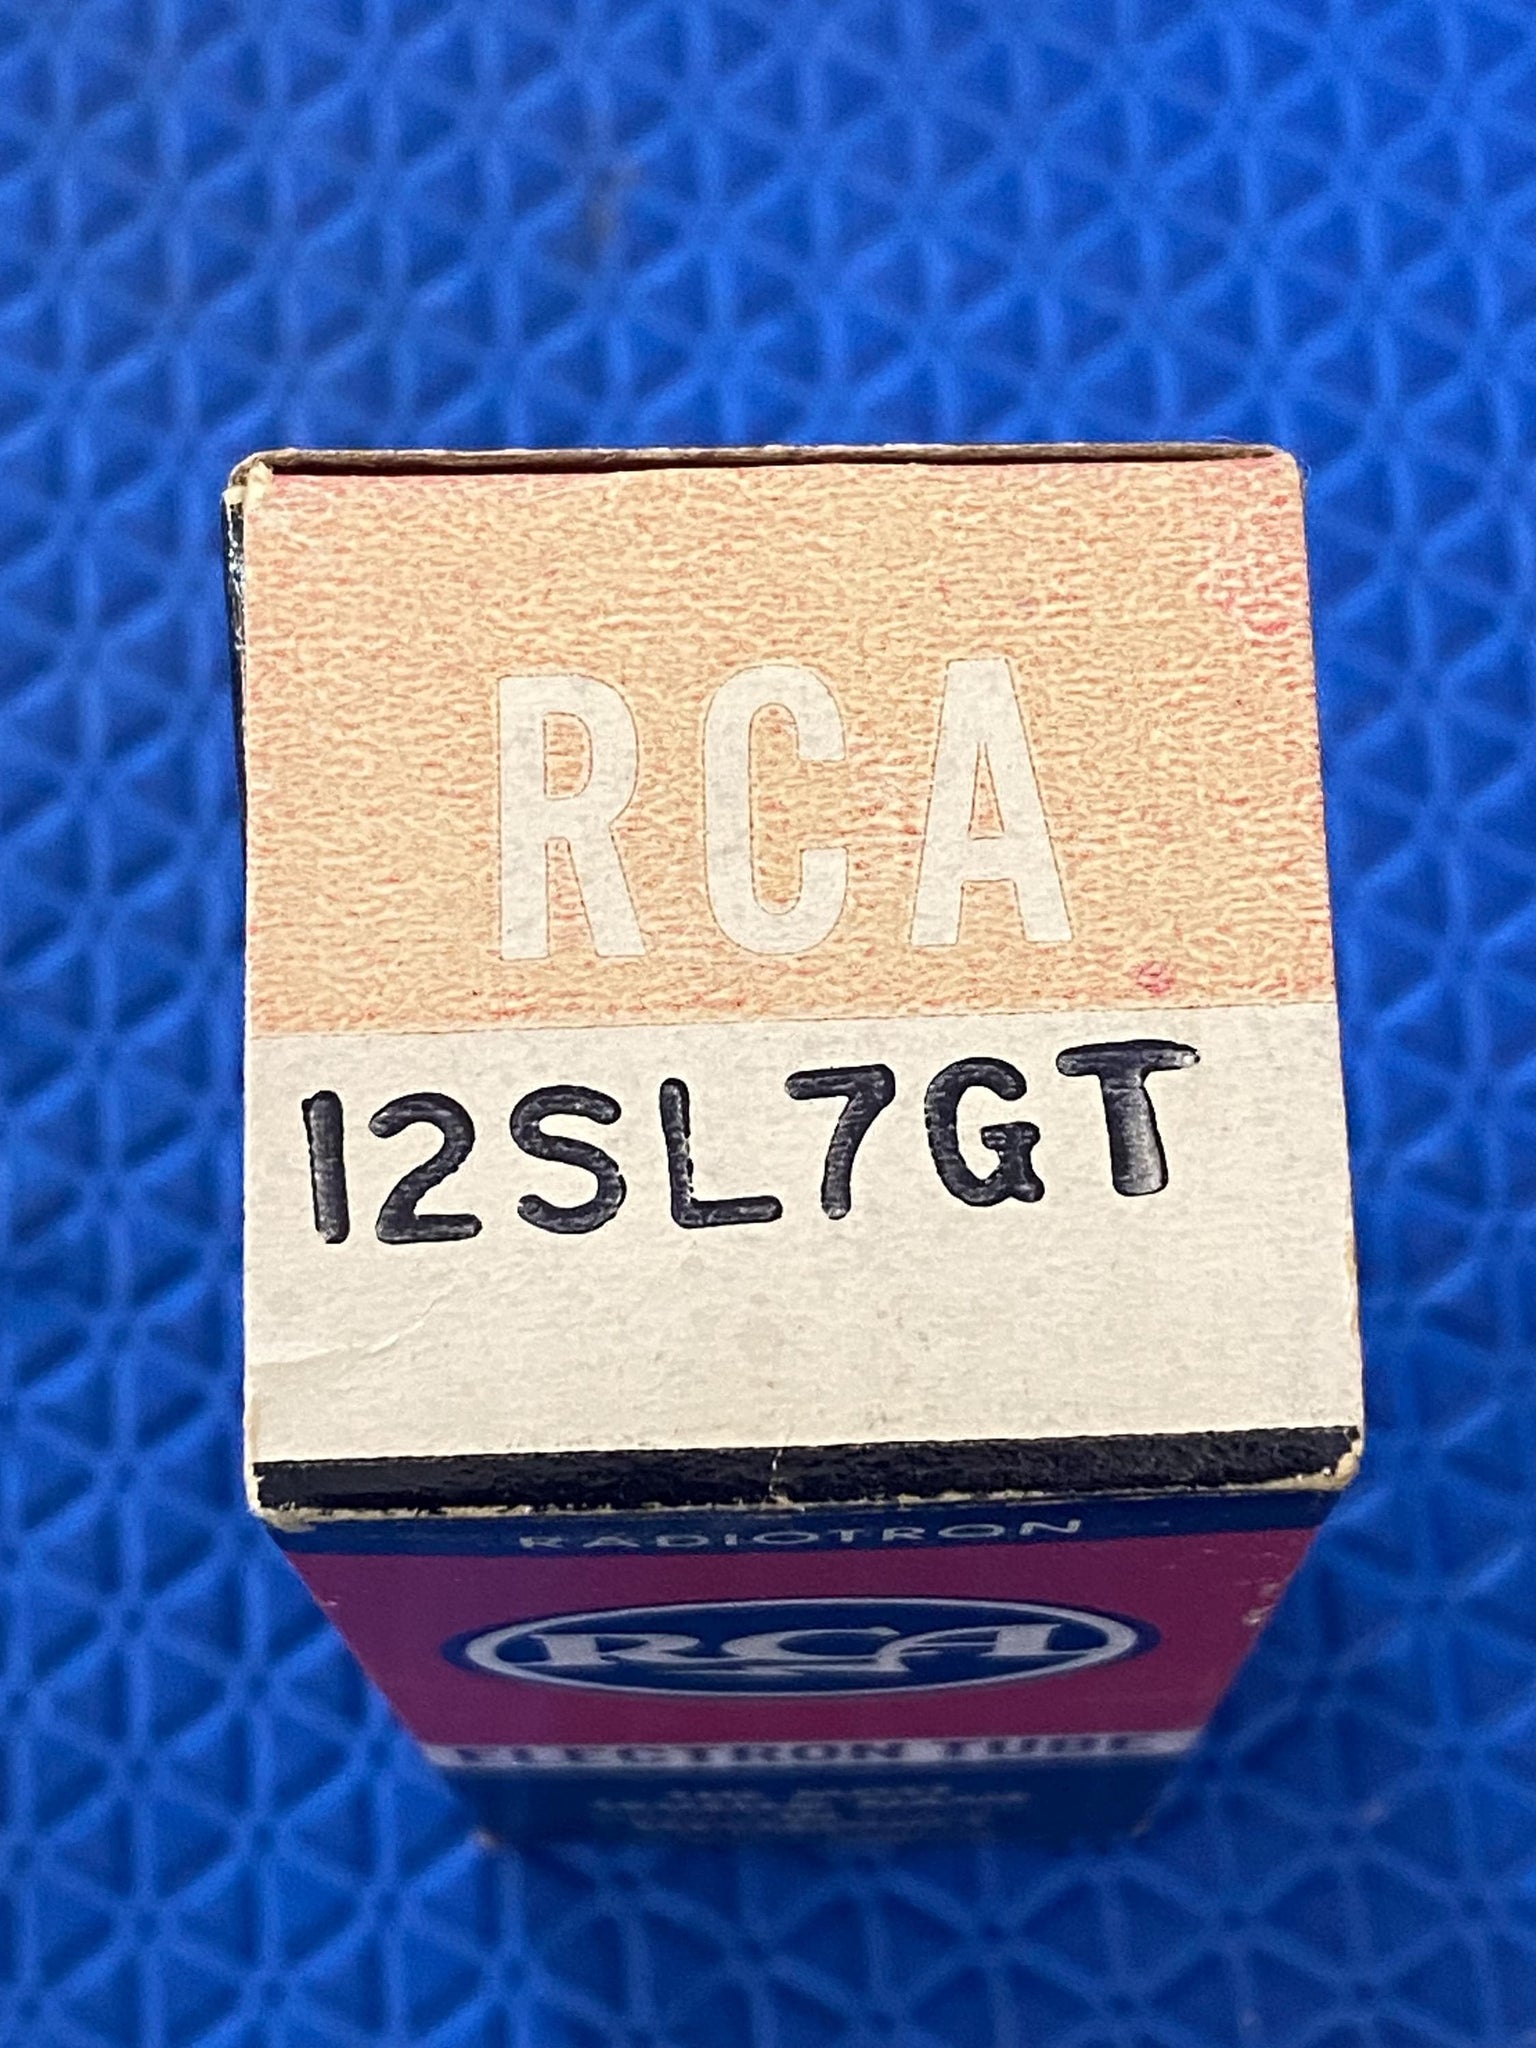 RCA
12SL7GT
RADIOTRON
RCA
ELECTRON TUBE